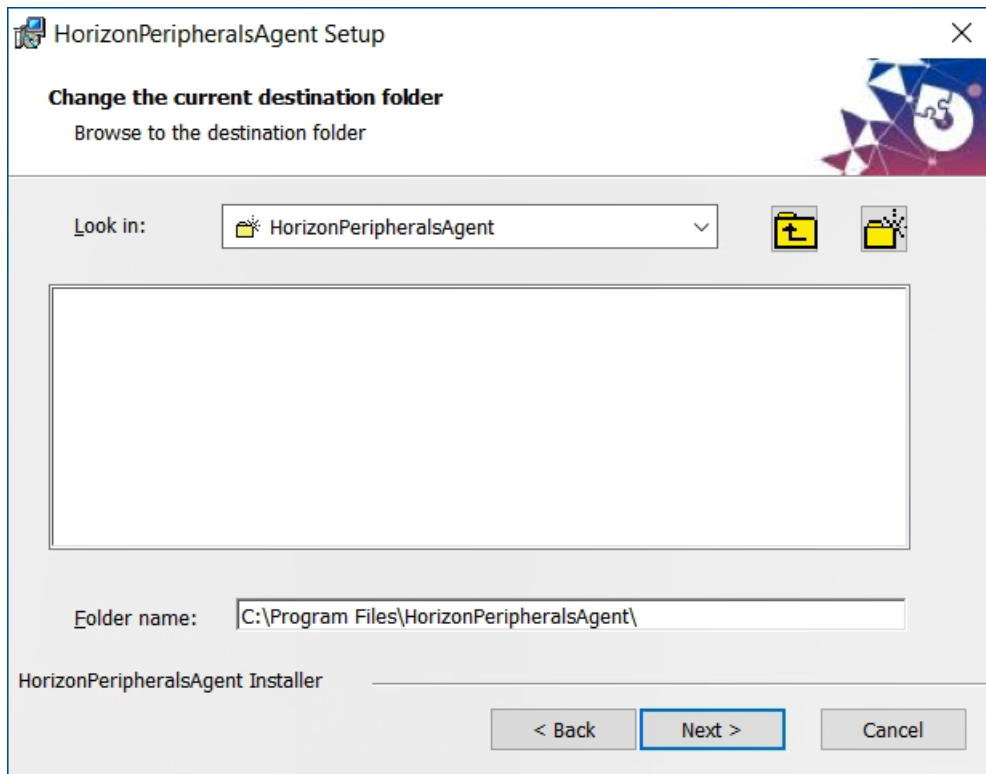 HorizonPeripheralsAgent Setup
Change the current destination folder
Browse to the destination folder
Look in:
HorizonPeripheralsAgent
Folder name:
C:\Program Files\HorizonPeripheralsAgent\
HorizonPeripheralsAgent Installer
< Back
Next >
Cancel